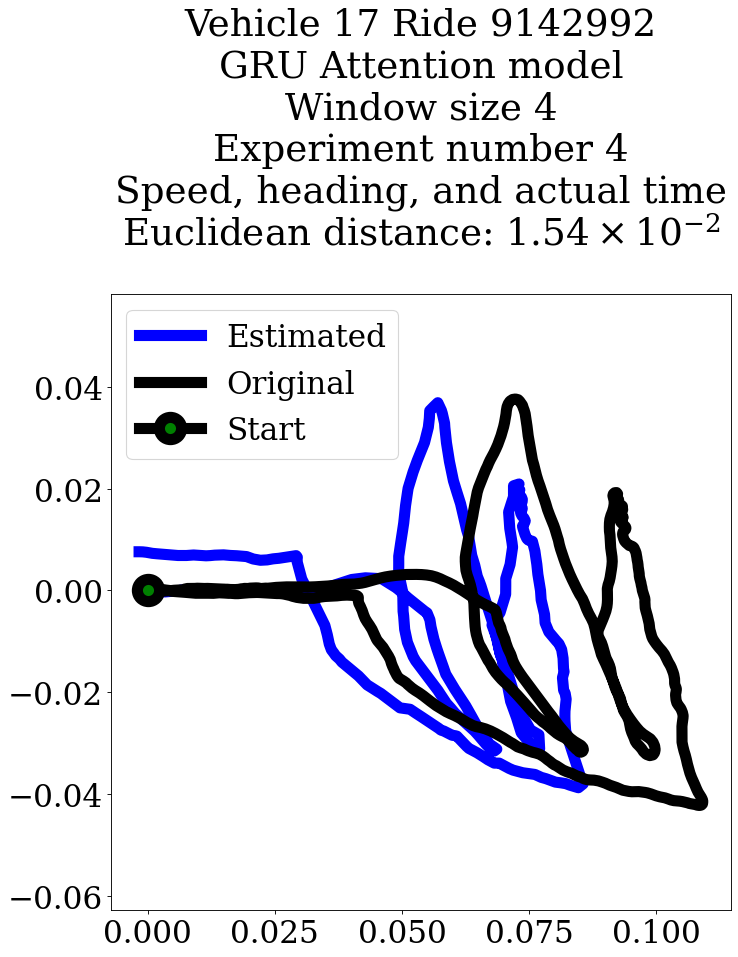 Vehicle 17 Ride 9142992
GRU Attention model
Window size 4
Experiment number 4
Speed, heading, and actual time
Euclidean distance: 1.54 × 10⁻²
Estimated
Original
Start
0.04
0.02
0.00
−0.02
−0.04
−0.06
0.000 0.025 0.050 0.075 0.100